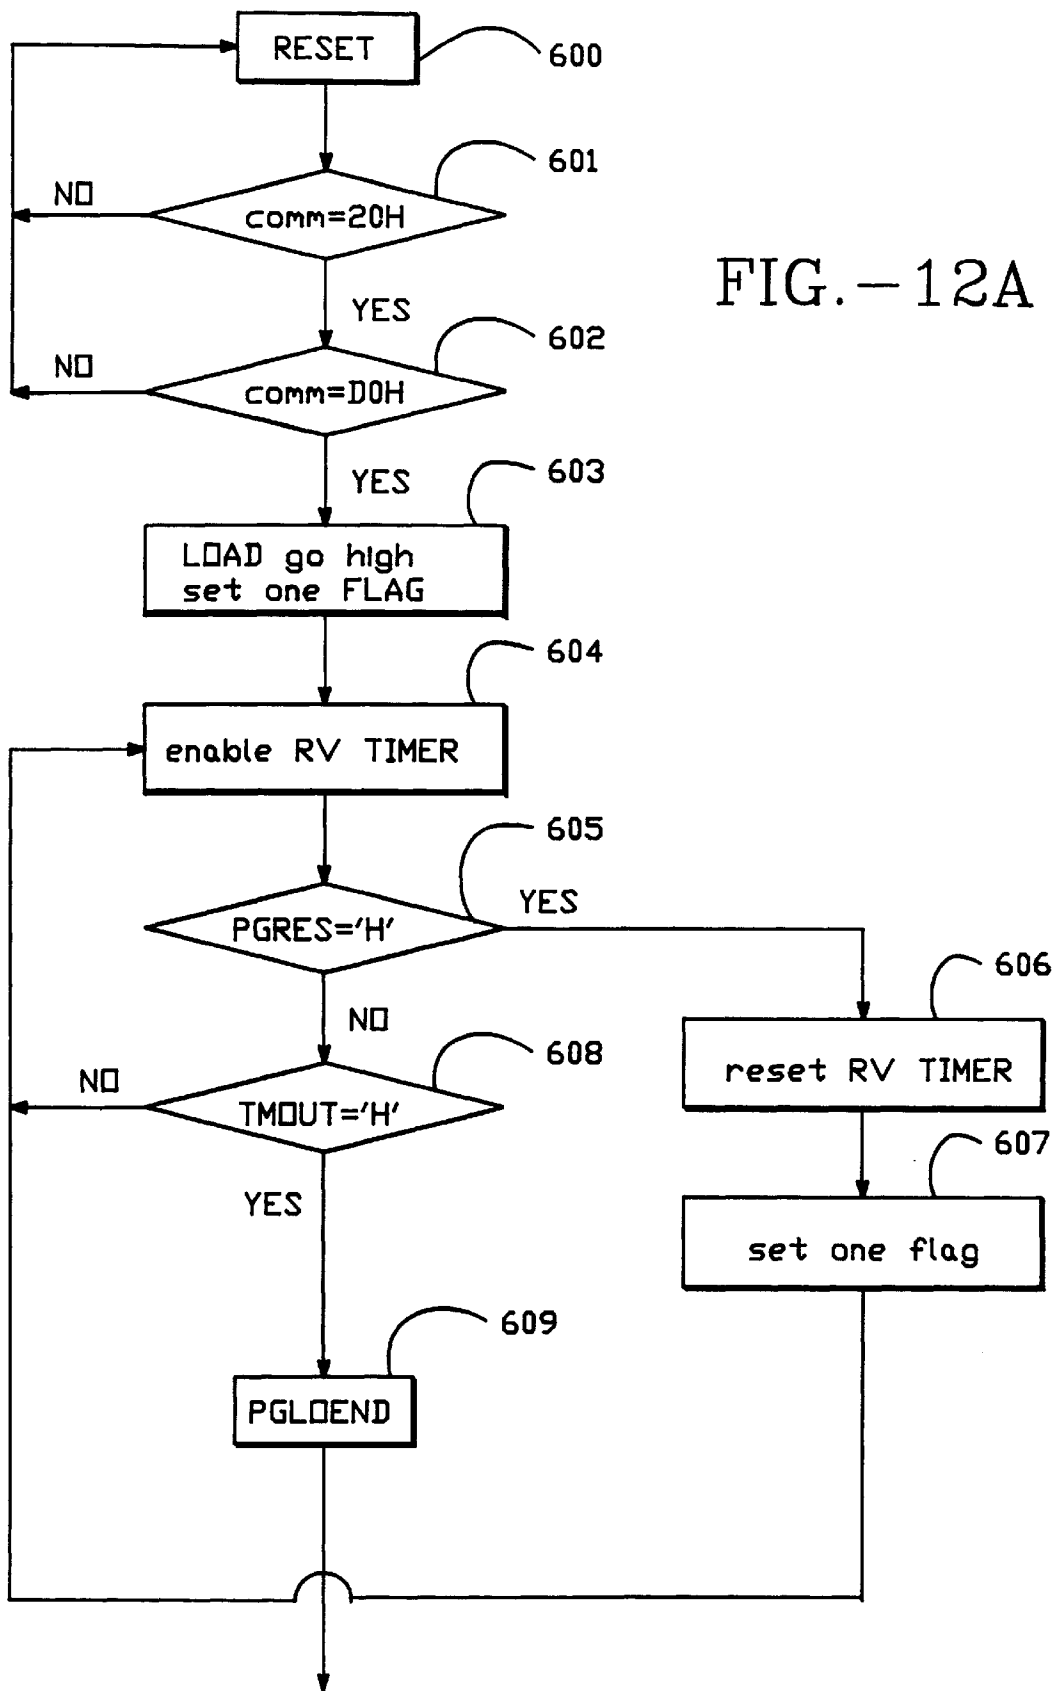 RESET
600
601
NO
comm=20H
FIG.-12A
YES
602
NO
comm=D0H
YES
603
LOAD go high
set one FLAG
604
enable RV TIMER
605
YES
PGRES='H'
606
NO
608
NO
reset RV TIMER
TMOUT='H'
607
YES
set one flag
609
PGLOEND